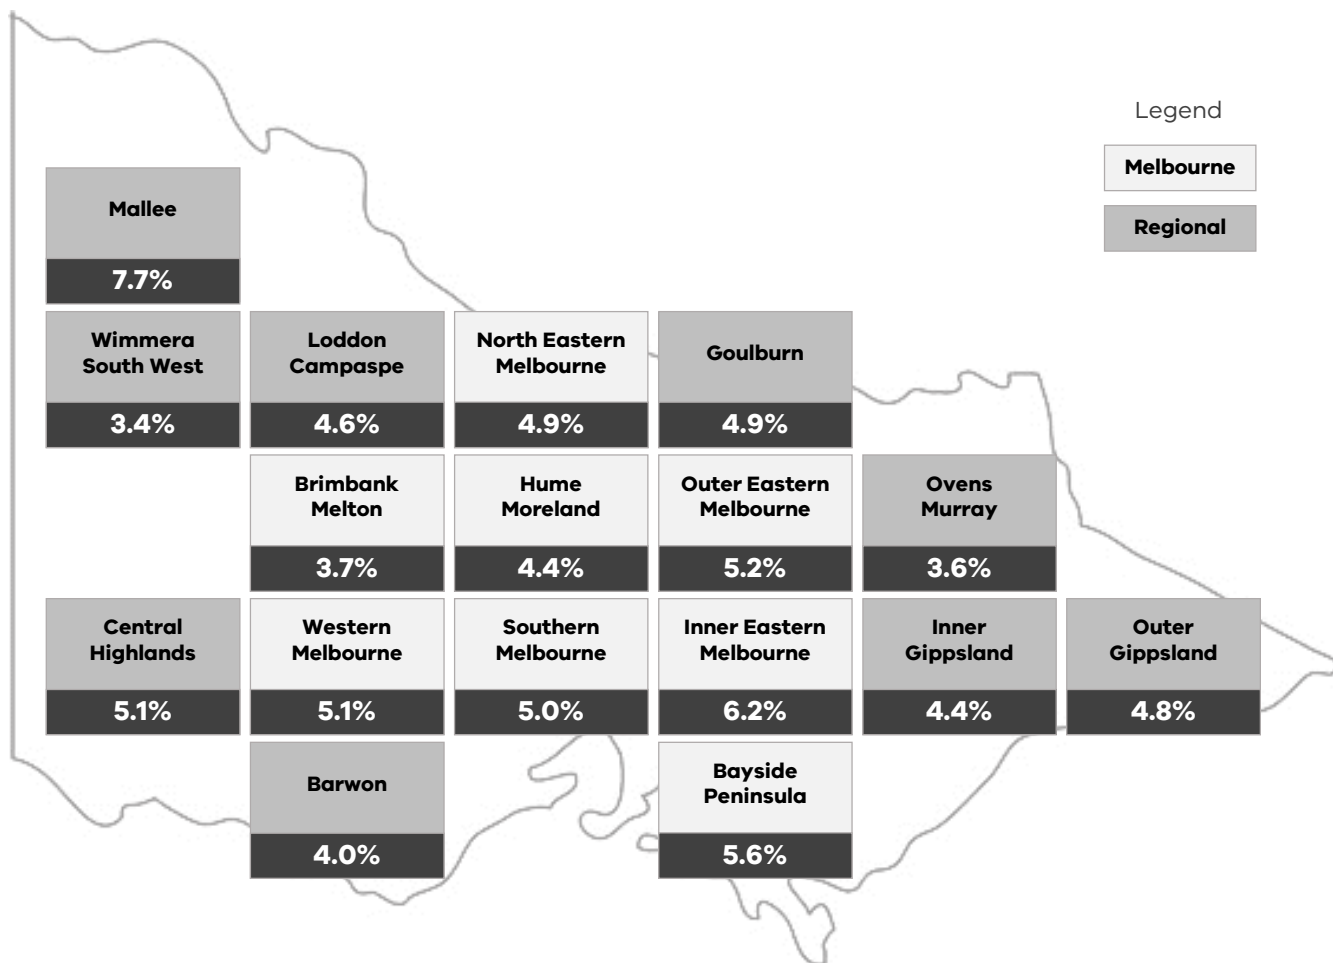 Legend
Melbourne
Regional
Mallee
7.7%
Wimmera
South West
3.4%
Loddon
Campaspe
4.6%
North Eastern
Melbourne
4.9%
Goulburn
4.9%
Brimbank
Melton
3.7%
Hume
Moreland
4.4%
Outer Eastern
Melbourne
5.2%
Ovens
Murray
3.6%
Central
Highlands
5.1%
Western
Melbourne
5.1%
Southern
Melbourne
5.0%
Inner Eastern
Melbourne
6.2%
Inner
Gippsland
4.4%
Outer
Gippsland
4.8%
Barwon
4.0%
Bayside
Peninsula
5.6%